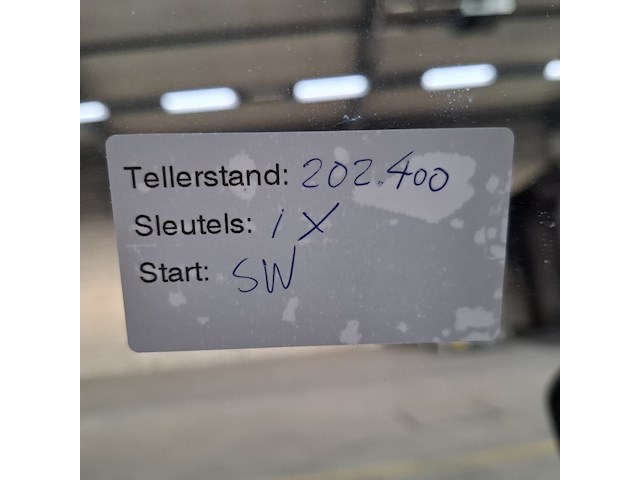 Tellerstand: 202.400
Sleutels: 1 X
Start: SW